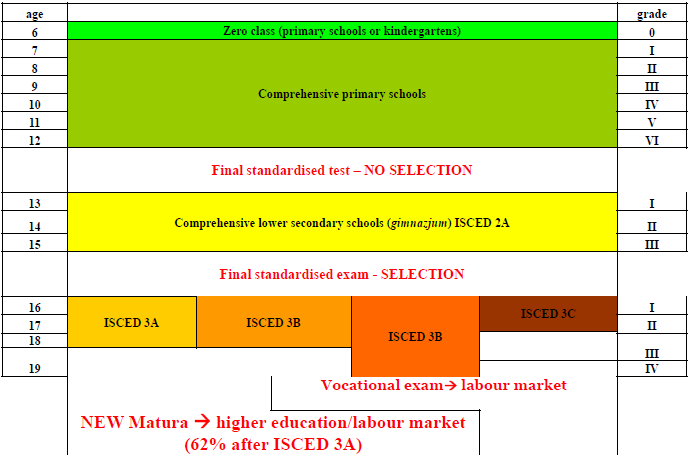 age grade
6 Zero class (primary schools or kindergartens) 0
7 I
8 II
9 III
Comprehensive primary schools
10 IV
11 V
12 VI
Final standardised test – NO SELECTION
13 I
Comprehensive lower secondary schools (gimnazjum) ISCED 2A
14 II
15 III
Final standardised exam - SELECTION
16 I
ISCED 3A ISCED 3B ISCED 3B ISCED 3C
17 II
18
III
19 IV
Vocational exam→ labour market
NEW Matura → higher education/labour market
(62% after ISCED 3A)